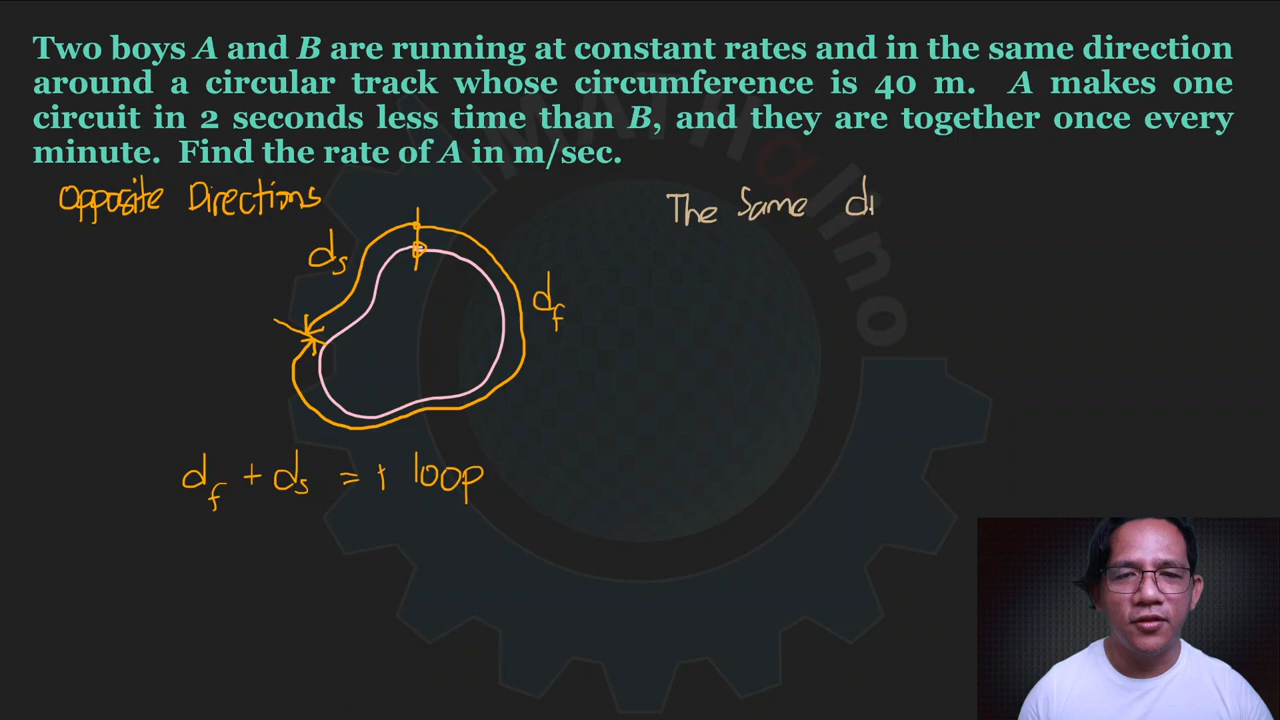 Two boys A and B are running at constant rates and in the same direction
around a circular track whose circumference is 40 m. A makes one
circuit in 2 seconds less time than B, and they are together once every
minute. Find the rate of A in m/sec.
Opposite Directions
The Same di
ds
df
df + ds = 1 loop
MATHalino